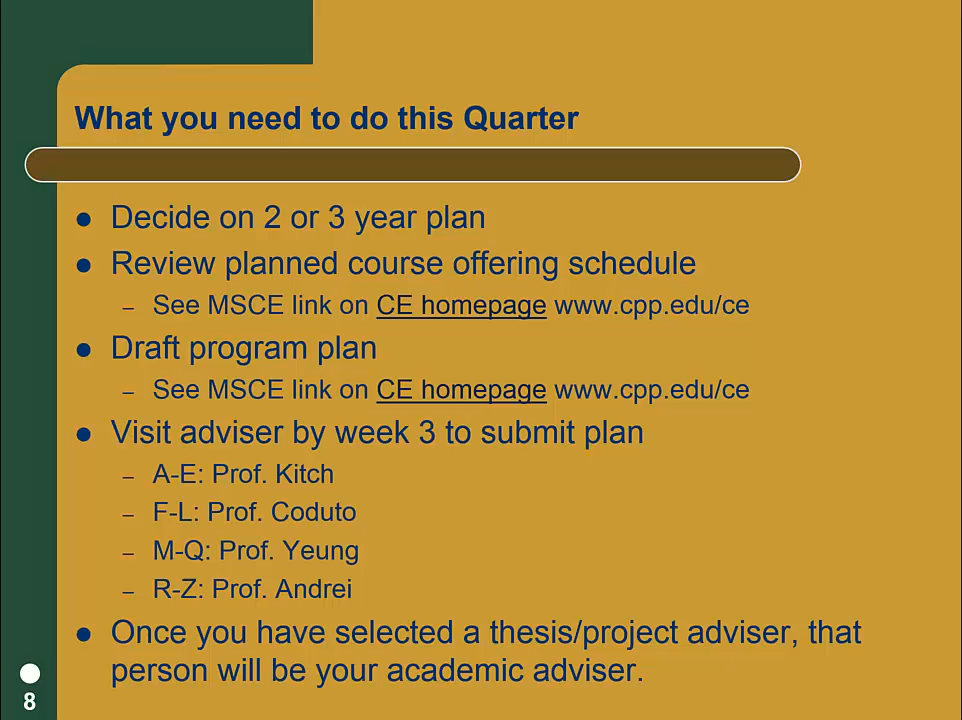 What you need to do this Quarter
● Decide on 2 or 3 year plan
● Review planned course offering schedule
– See MSCE link on CE homepage www.cpp.edu/ce
● Draft program plan
– See MSCE link on CE homepage www.cpp.edu/ce
● Visit adviser by week 3 to submit plan
– A-E: Prof. Kitch
– F-L: Prof. Coduto
– M-Q: Prof. Yeung
– R-Z: Prof. Andrei
● Once you have selected a thesis/project adviser, that
person will be your academic adviser.
8